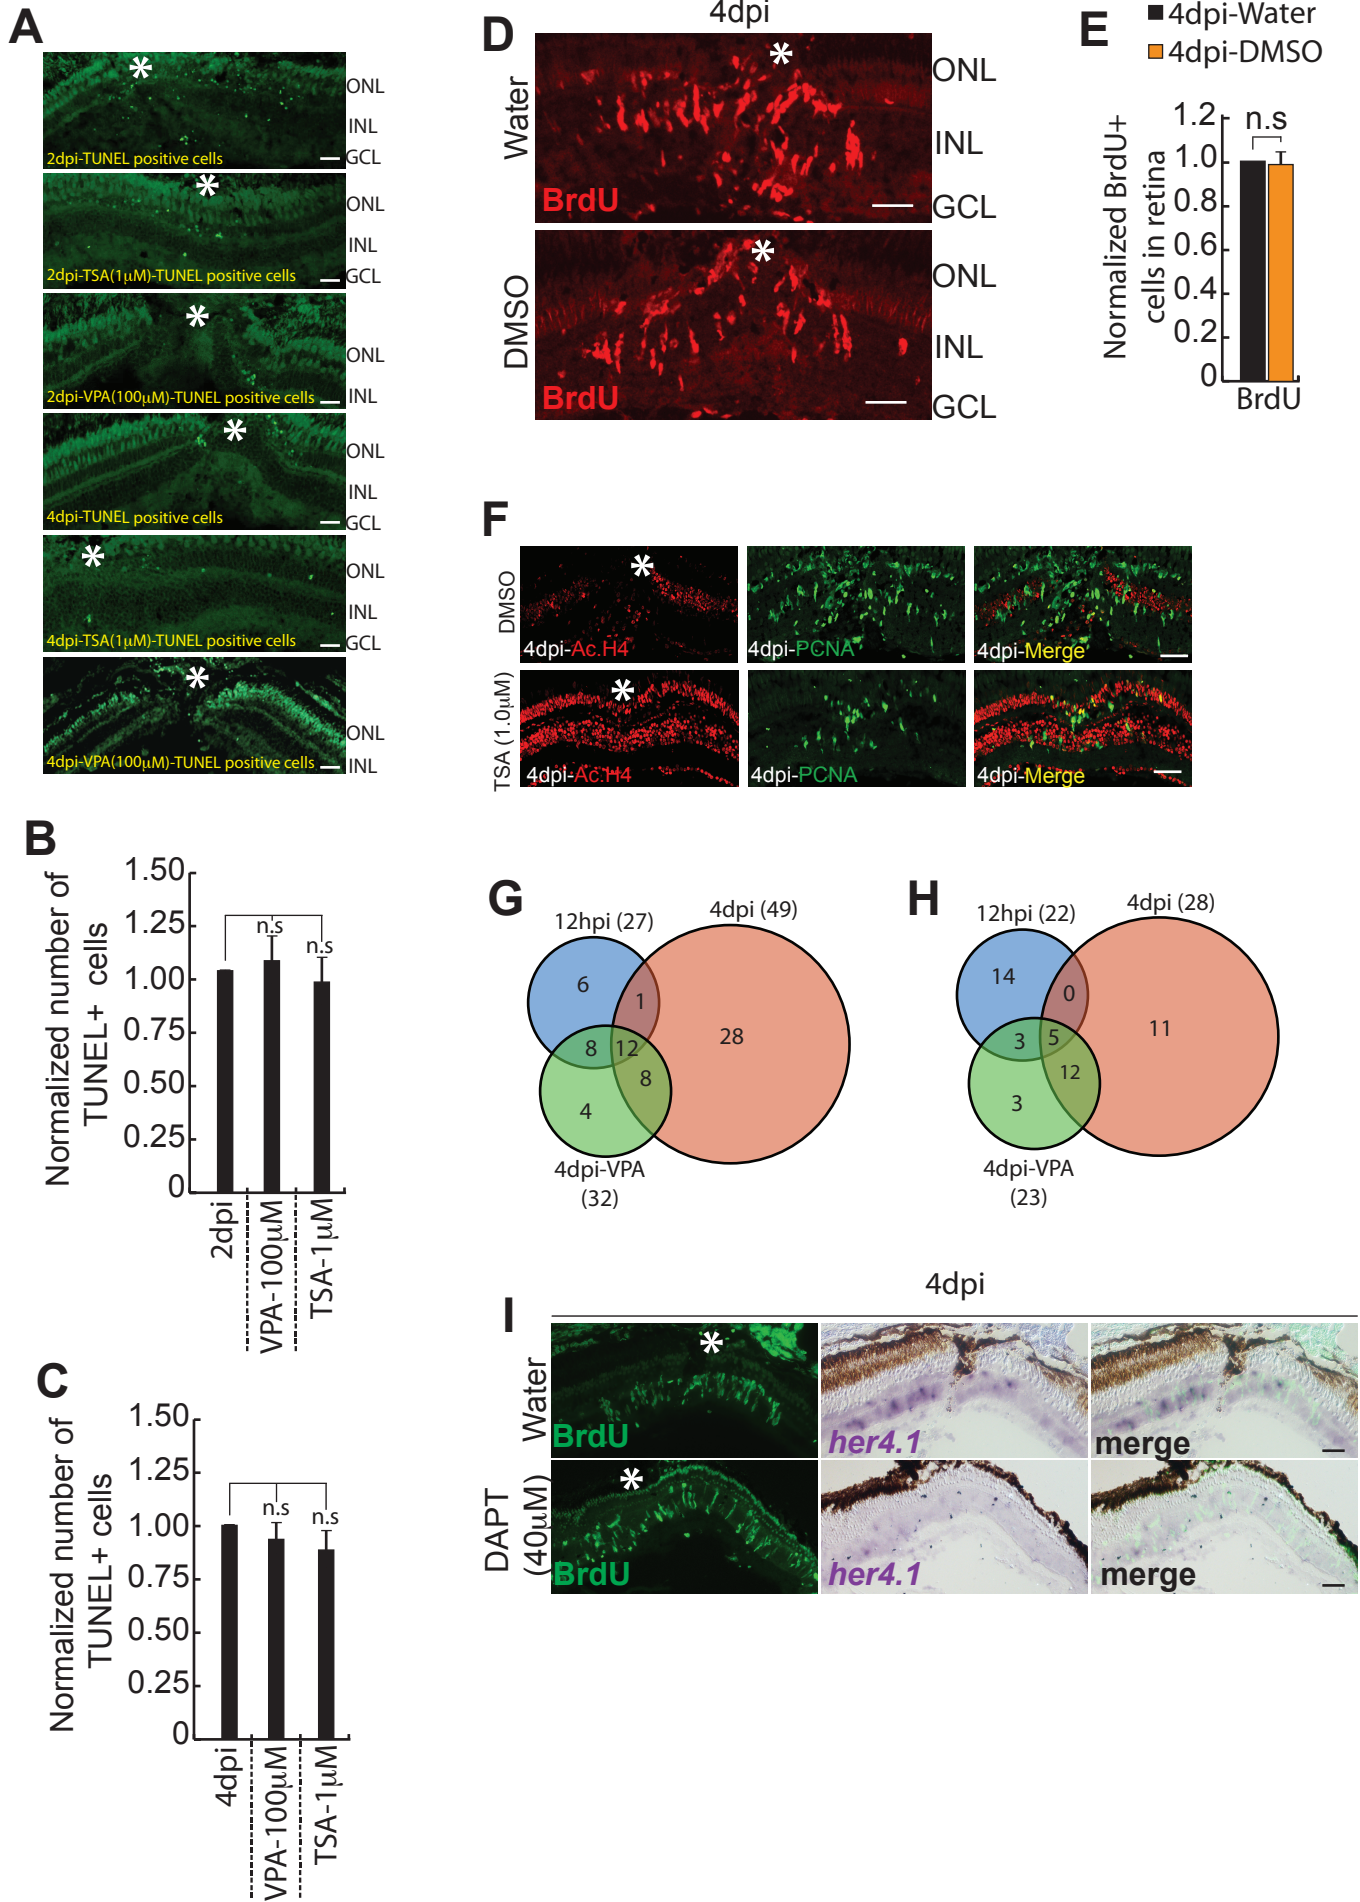 A
*
ONL
INL
GCL
2dpi-TUNEL positive cells
*
ONL
INL
GCL
2dpi-TSA(1μM)-TUNEL positive cells
*
ONL
INL
2dpi-VPA(100μM)-TUNEL positive cells
*
ONL
INL
GCL
4dpi-TUNEL positive cells
*
ONL
INL
GCL
4dpi-TSA(1μM)-TUNEL positive cells
*
ONL
INL
4dpi-VPA(100μM)-TUNEL positive cells
B
Normalized number of
TUNEL+ cells
1.50
1.25
1.00
0.75
0.50
0.25
0
n.s
n.s
2dpi
VPA-100μM
TSA-1μM
C
Normalized number of
TUNEL+ cells
1.50
1.25
1.00
0.75
0.50
0.25
0
n.s
n.s
4dpi
VPA-100μM
TSA-1μM
D
4dpi
Water
*
BrdU
ONL
INL
GCL
DMSO
*
BrdU
ONL
INL
GCL
E
4dpi-Water
4dpi-DMSO
Normalized BrdU+
cells in retina
1.2
1.0
0.8
0.6
0.4
0.2
0
n.s
BrdU
F
DMSO
*
4dpi-Ac.H4
4dpi-PCNA
4dpi-Merge
TSA (1.0μM)
*
4dpi-Ac.H4
4dpi-PCNA
4dpi-Merge
G
12hpi (27)
4dpi (49)
6
1
28
8
12
8
4
4dpi-VPA
(32)
H
12hpi (22)
4dpi (28)
14
0
11
3
5
12
3
4dpi-VPA
(23)
4dpi
I
Water
*
BrdU
her4.1
merge
DAPT
(40μM)
*
BrdU
her4.1
merge